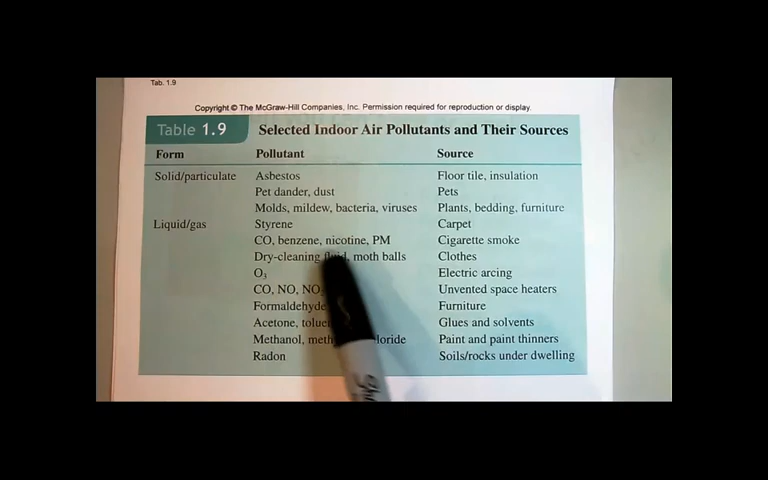 Tab. 1.9
Copyright © The McGraw-Hill Companies, Inc. Permission required for reproduction or display.
Table 1.9 Selected Indoor Air Pollutants and Their Sources
Form Pollutant Source
Solid/particulate Asbestos Floor tile, insulation
Pet dander, dust Pets
Molds, mildew, bacteria, viruses Plants, bedding, furniture
Liquid/gas Styrene Carpet
CO, benzene, nicotine, PM Cigarette smoke
Dry-cleaning fluid, moth balls Clothes
O₃ Electric arcing
CO, NO, Unvented space heaters
Formaldehyde Furniture
Acetone, Glues and solvents
Methanol, Paint and paint thinners
Radon Soils/rocks under dwelling